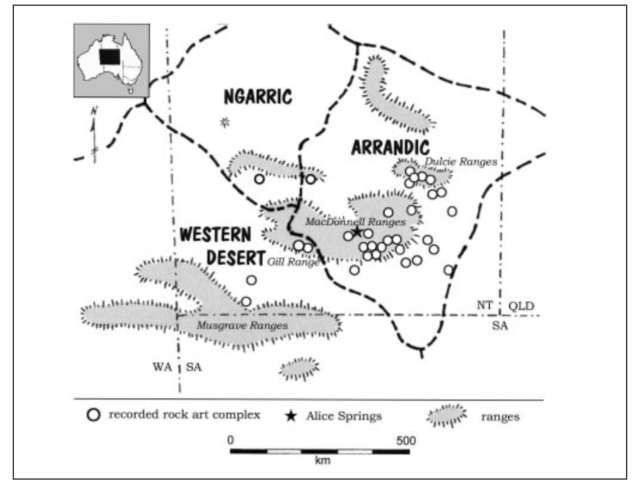 N
NGARRIC
ARRANDIC
Dulcie Ranges
MacDonnell Ranges
WESTERN
DESERT
Gill Range
NT QLD
SA
Musgrave Ranges
WA SA
recorded rock art complex
Alice Springs
ranges
0 500
km